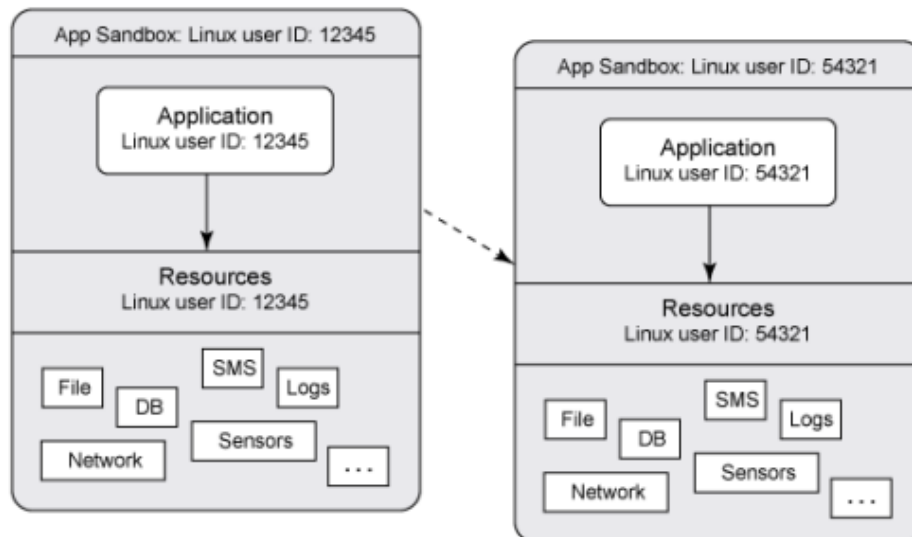 App Sandbox: Linux user ID: 12345
Application
Linux user ID: 12345
Resources
Linux user ID: 12345
File
DB
SMS
Logs
Network
Sensors
...
App Sandbox: Linux user ID: 54321
Application
Linux user ID: 54321
Resources
Linux user ID: 54321
File
DB
SMS
Logs
Network
Sensors
...